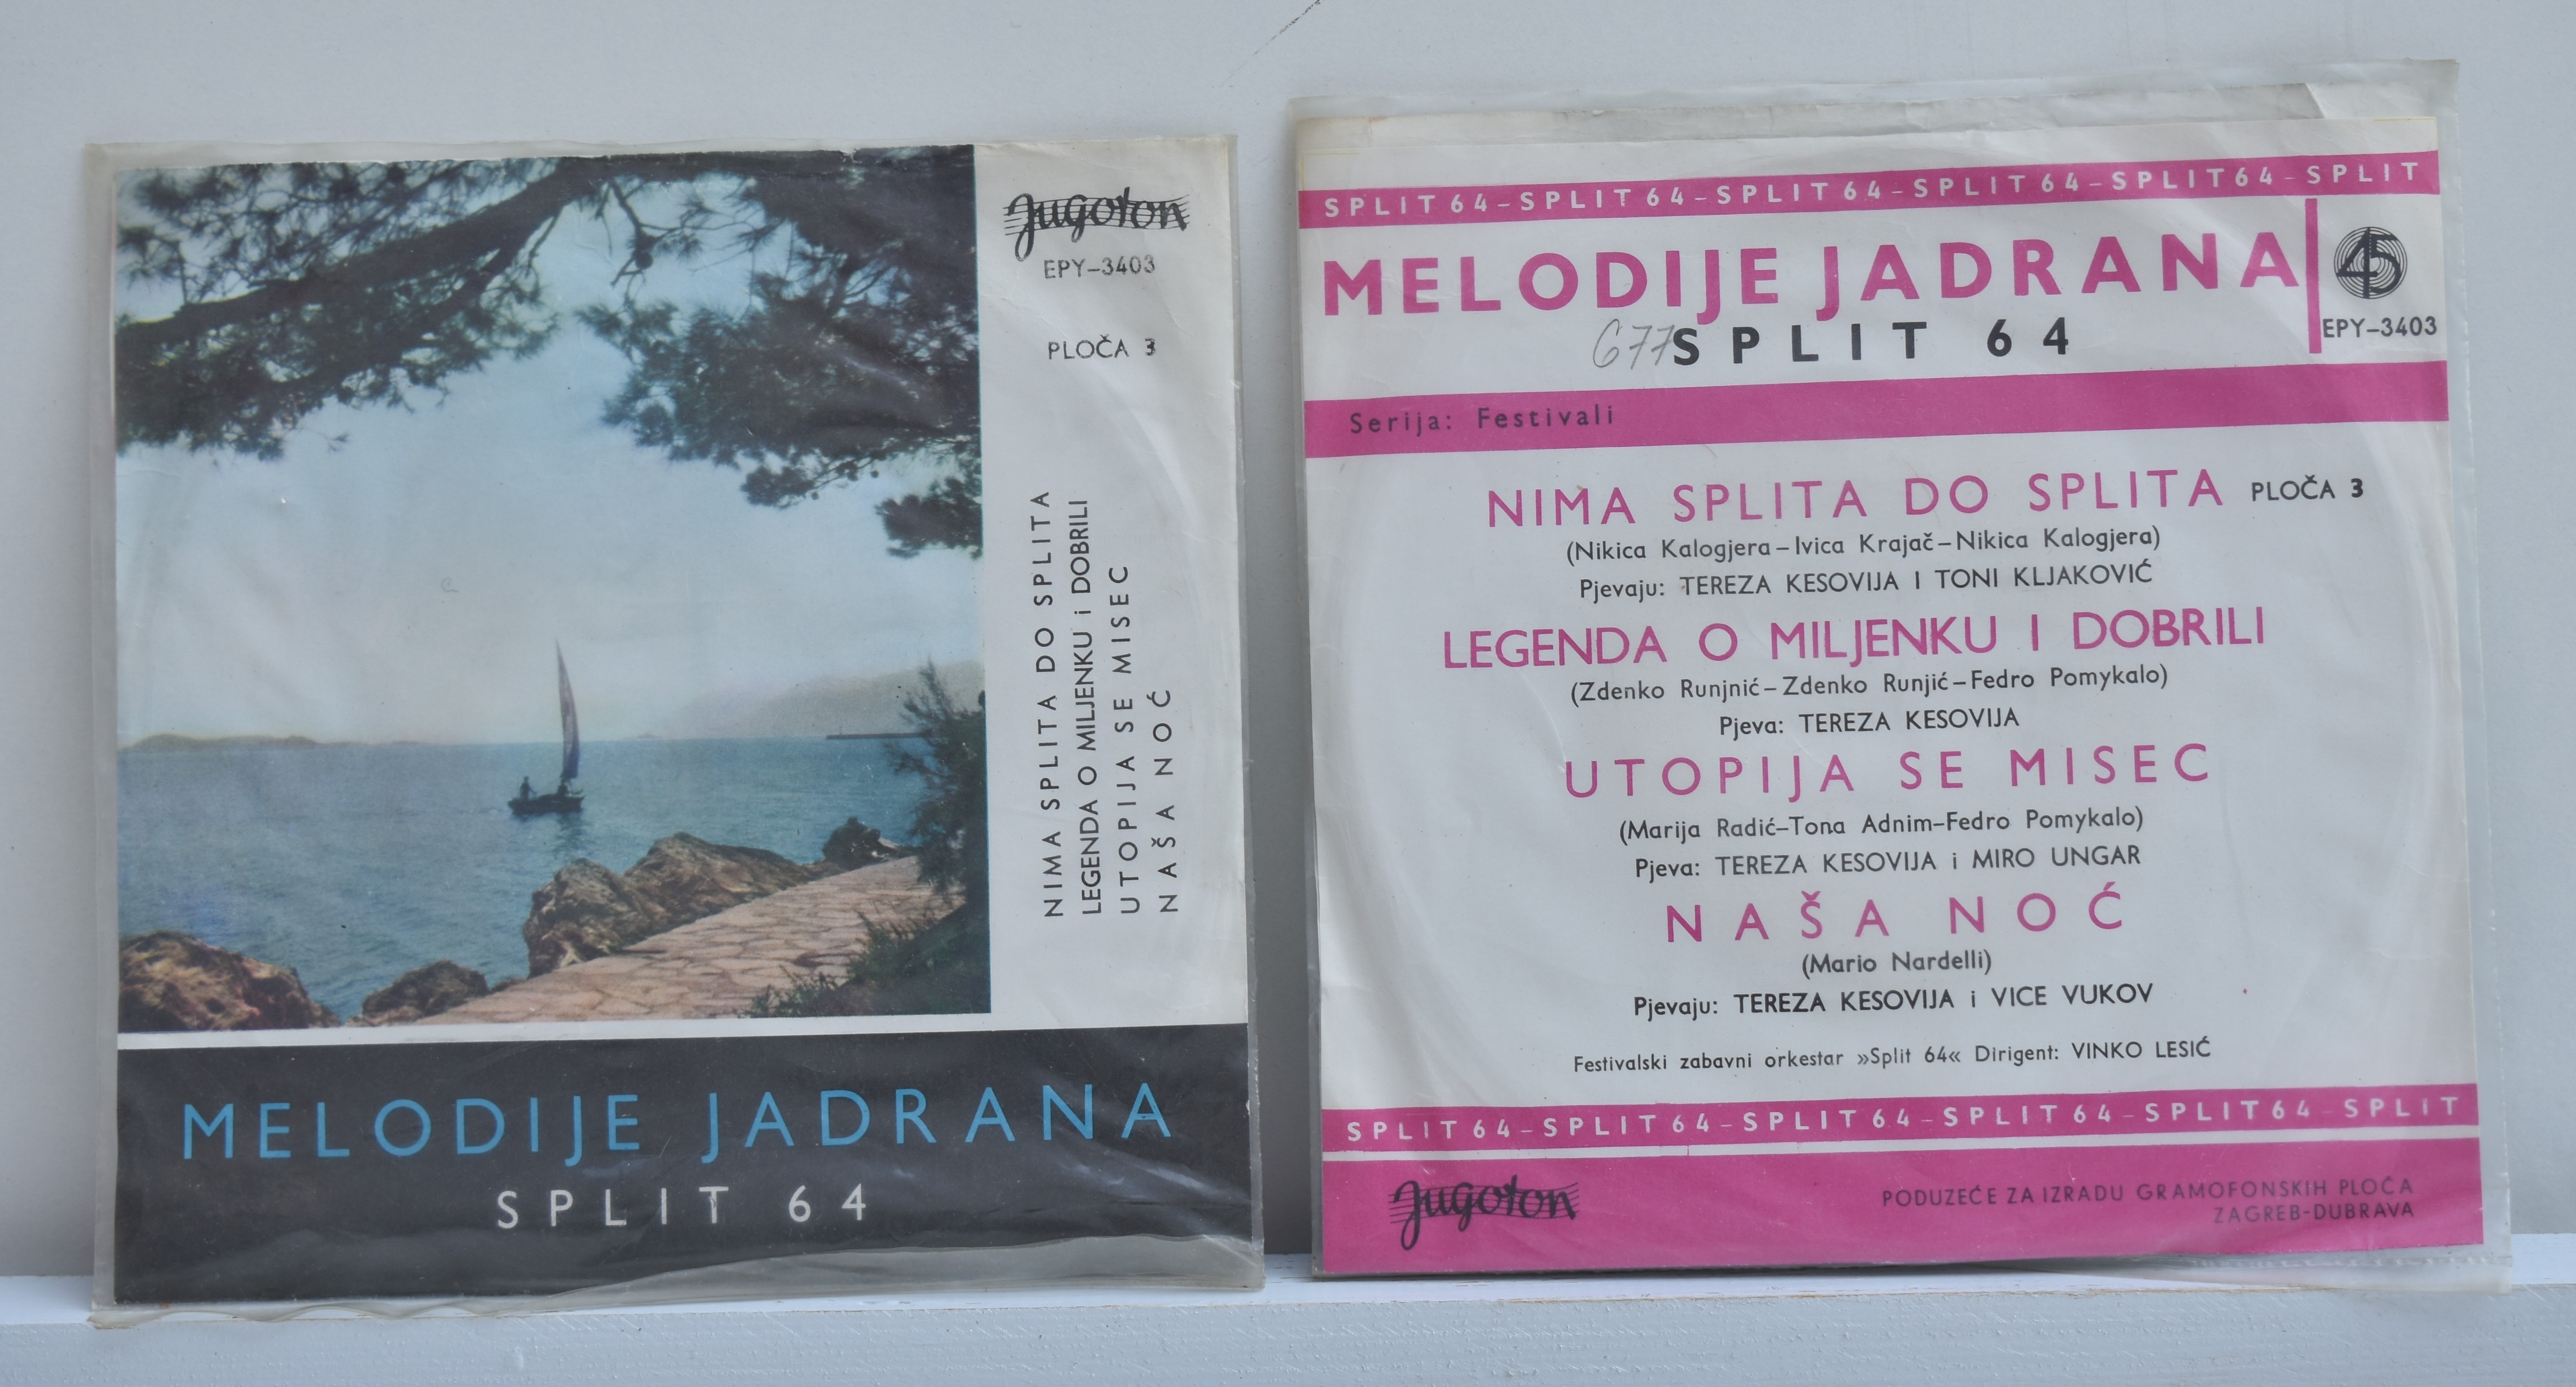 Jugoton
EPY-3403
PLOČA 3
NIMA SPLITA DO SPLITA
LEGENDA O MILJENKU i DOBRILI
UTOPIJA SE MISEC
NAŠA NOĆ
MELODIJE JADRANA
SPLIT 64
SPLIT 64-SPLIT 64-SPLIT 64-SPLIT 64-SPLIT 64-SPLIT
MELODIJE JADRANA
45
677 SPLIT 64
EPY-3403
Serija: Festivali
NIMA SPLITA DO SPLITA PLOČA 3
(Nikica Kalogjera-Ivica Krajač-Nikica Kalogjera)
Pjevaju: TEREZA KESOVIJA I TONI KLJAKOVIĆ
LEGENDA O MILJENKU I DOBRILI
(Zdenko Runjnić-Zdenko Runjić-Fedro Pomykalo)
Pjeva: TEREZA KESOVIJA
UTOPIJA SE MISEC
(Marija Radić-Tona Adnim-Fedro Pomykalo)
Pjeva: TEREZA KESOVIJA i MIRO UNGAR
NAŠA NOĆ
(Mario Nardelli)
Pjevaju: TEREZA KESOVIJA i VICE VUKOV
Festivalski zabavni orkestar »Split 64« Dirigent: VINKO LESIĆ
SPLIT 64-SPLIT 64-SPLIT 64-SPLIT 64-SPLIT 64-SPLIT
Jugoton
PODUZEĆE ZA IZRADU GRAMOFONSKIH PLOČA
ZAGREB-DUBRAVA